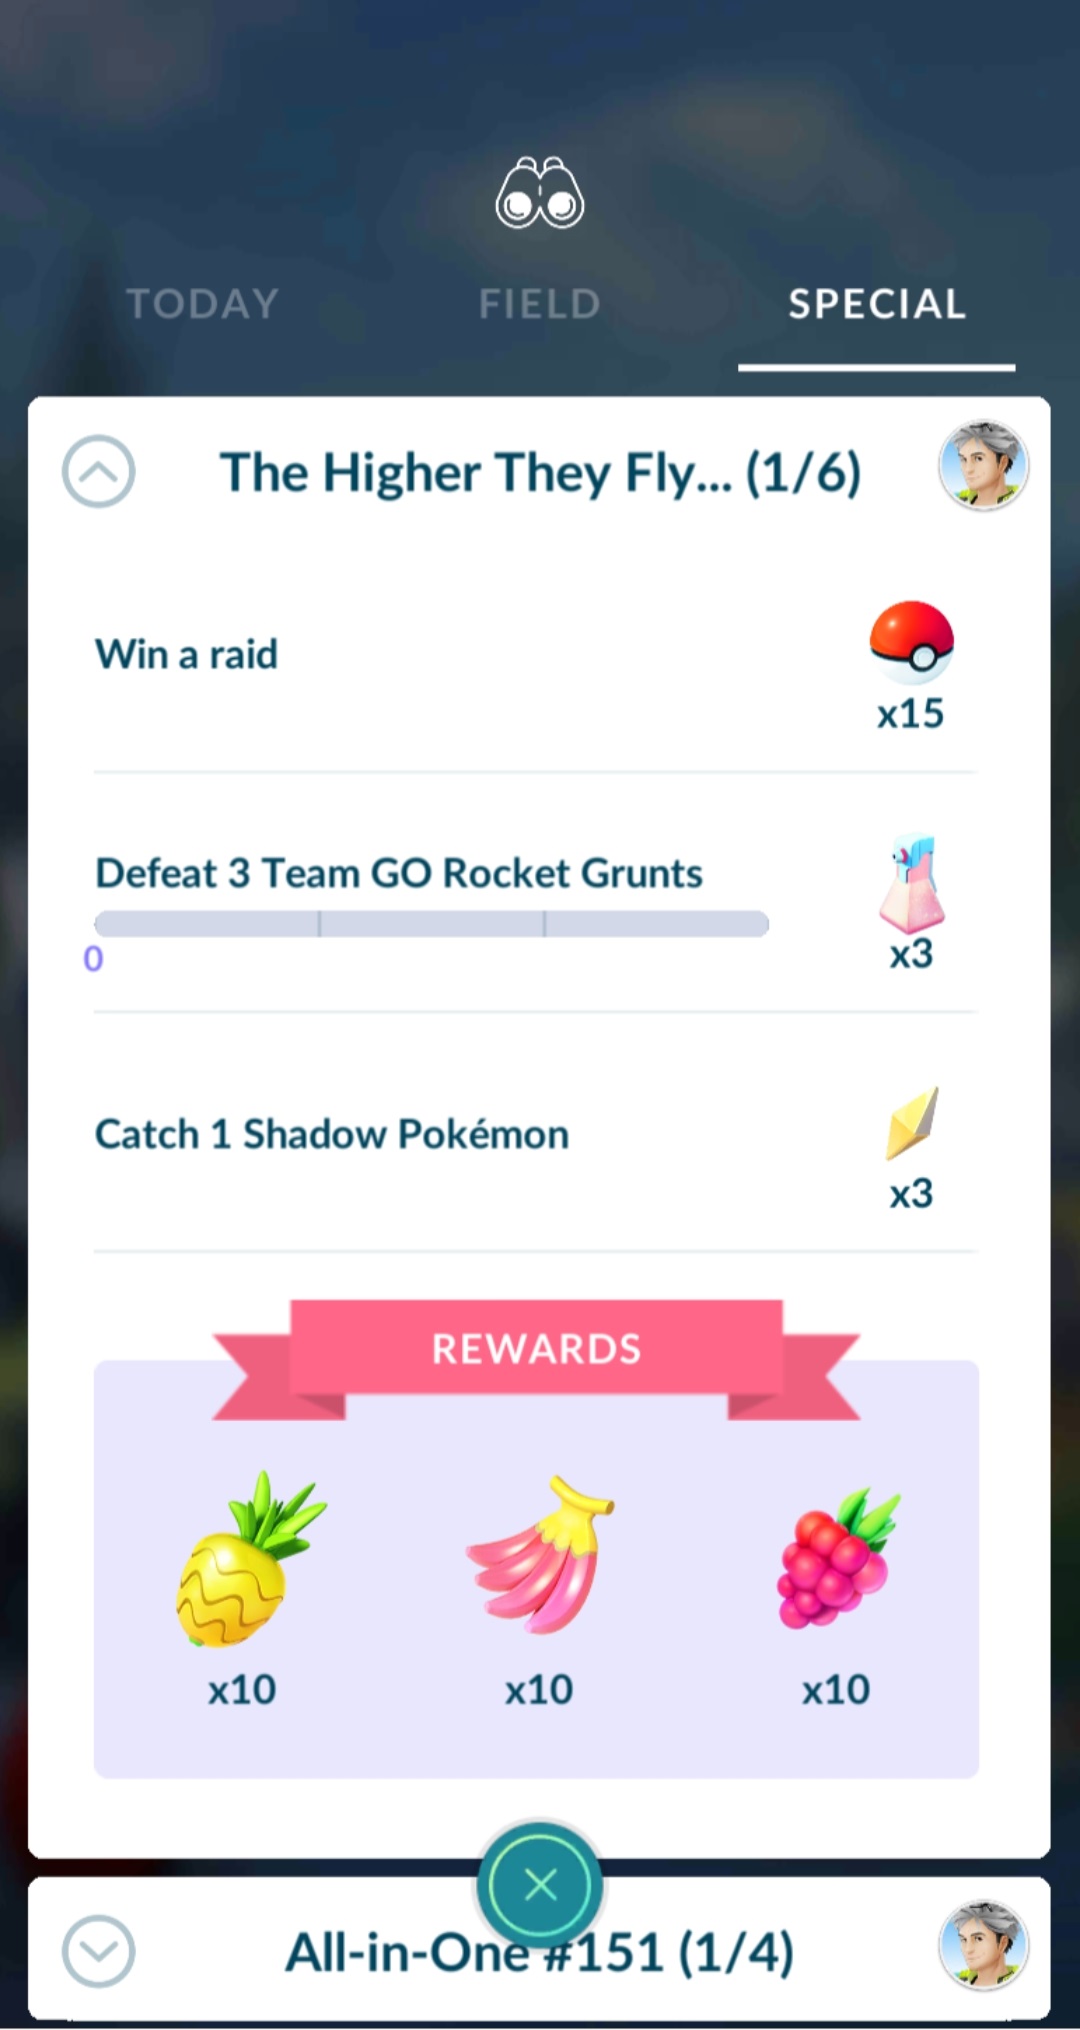 TODAY
FIELD
SPECIAL
The Higher They Fly... (1/6)
Win a raid
x15
Defeat 3 Team GO Rocket Grunts
0
x3
Catch 1 Shadow Pokémon
x3
REWARDS
x10
x10
x10
All-in-One #151 (1/4)